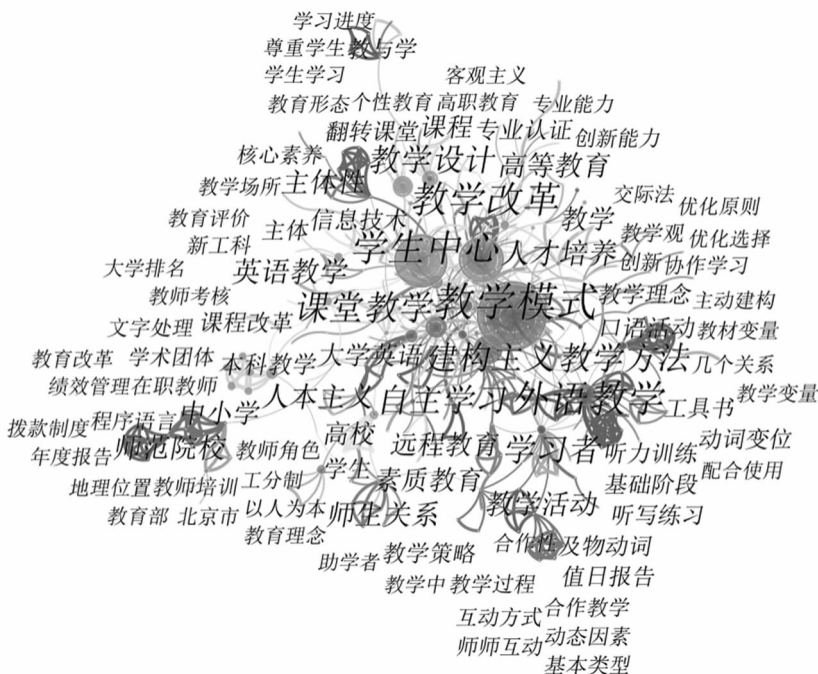 学习进度
尊重学生教与学
学生学习 客观主义
教育形态 个性教育 高职教育 专业能力
翻转课堂 课程 专业认证 创新能力
核心素养 教学设计 高等教育
教学场所 主体性 教学改革 交际法 优化原则
教育评价 主体 信息技术 教学 教学观 优化选择
新工科 学生中心 人才培养 创新 协作学习
大学排名 英语教学
教师考核 课堂教学 教学模式 教学理念 主动建构
文字处理 课程改革 口语活动 教材变量
教育改革 学术团体 本科教学 大学英语 建构主义 教学方法 几个关系
绩效管理 在职教师 人本主义 自主学习 外语教学 教学变量
拨款制度 程序语言 中小学 工具书
年度报告 师范院校 教师角色 高校 远程教育 学习者 听力训练 动词变位
地理位置 教师培训 工分制 学生 素质教育 基础阶段 配合使用
教育部 北京市 以人为本 师生关系 教学活动 听写练习
教育理念
助学者 教学策略 合作性 及物动词
教学中 教学过程 值日报告
互动方式 合作教学
师师互动 动态因素
基本类型